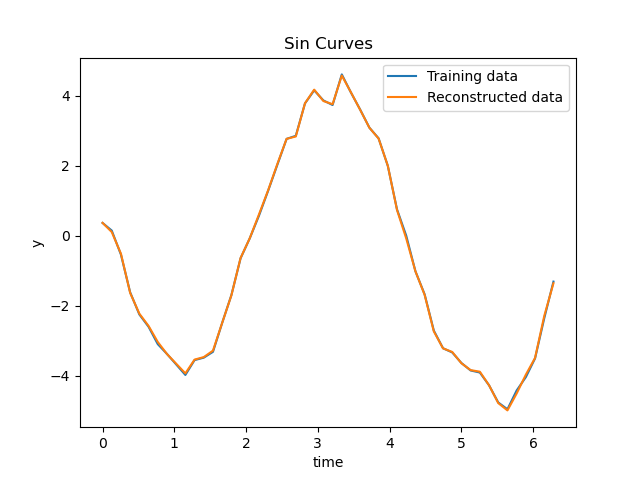 Sin Curves
Training data
Reconstructed data
4
2
0
−2
−4
y
0 1 2 3 4 5 6
time